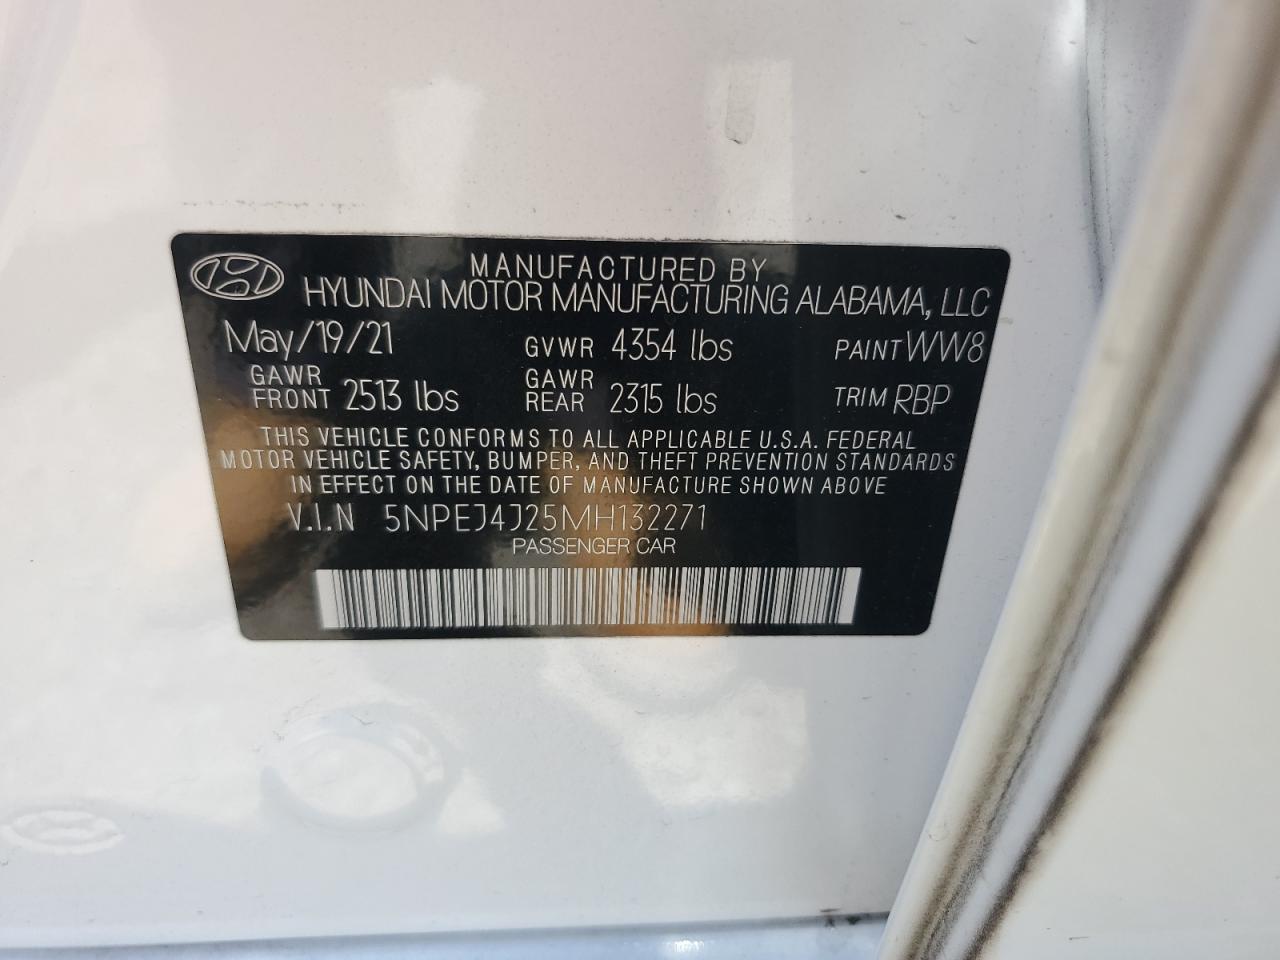 MANUFACTURED BY
HYUNDAI MOTOR MANUFACTURING ALABAMA, LLC
May/19/21 GVWR 4354 lbs PAINT WW8
GAWR FRONT 2513 lbs GAWR REAR 2315 lbs TRIM RBP
THIS VEHICLE CONFORMS TO ALL APPLICABLE U.S.A. FEDERAL
MOTOR VEHICLE SAFETY, BUMPER, AND THEFT PREVENTION STANDARDS
IN EFFECT ON THE DATE OF MANUFACTURE SHOWN ABOVE
V.I.N 5NPEJ4J25MH132271
PASSENGER CAR